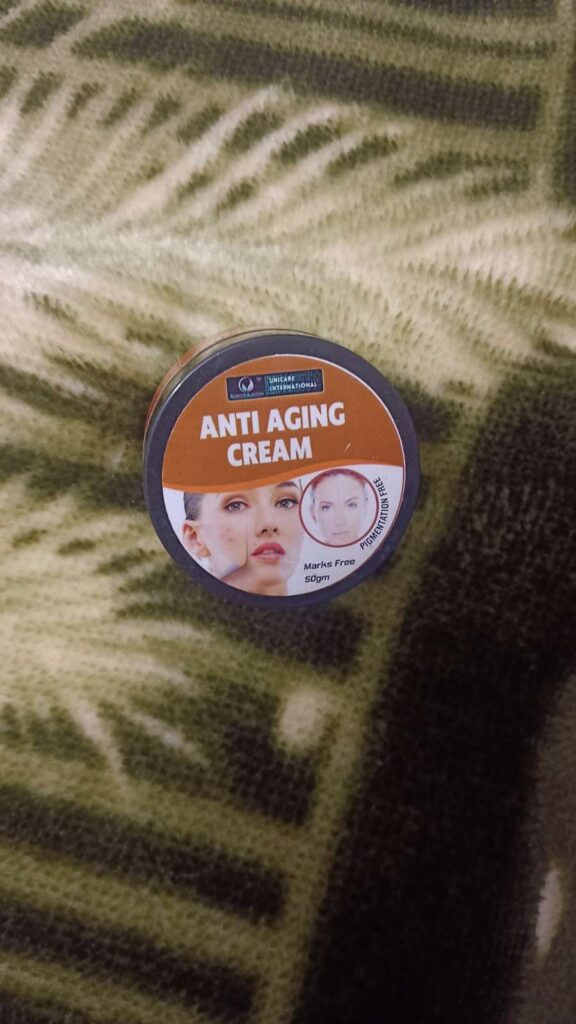 UNICARE
INTERNATIONAL
ANTI AGING
CREAM
PIGMENTATION FREE
Marks Free
50gm